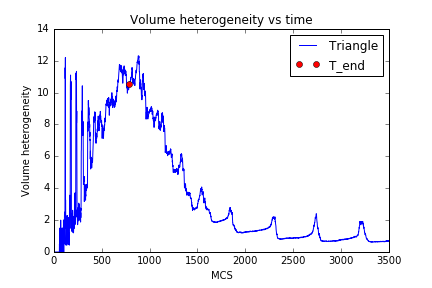 Volume heterogeneity vs time
Triangle
T_end
Volume heterogeneity
14
12
10
8
6
4
2
0
0 500 1000 1500 2000 2500 3000 3500
MCS